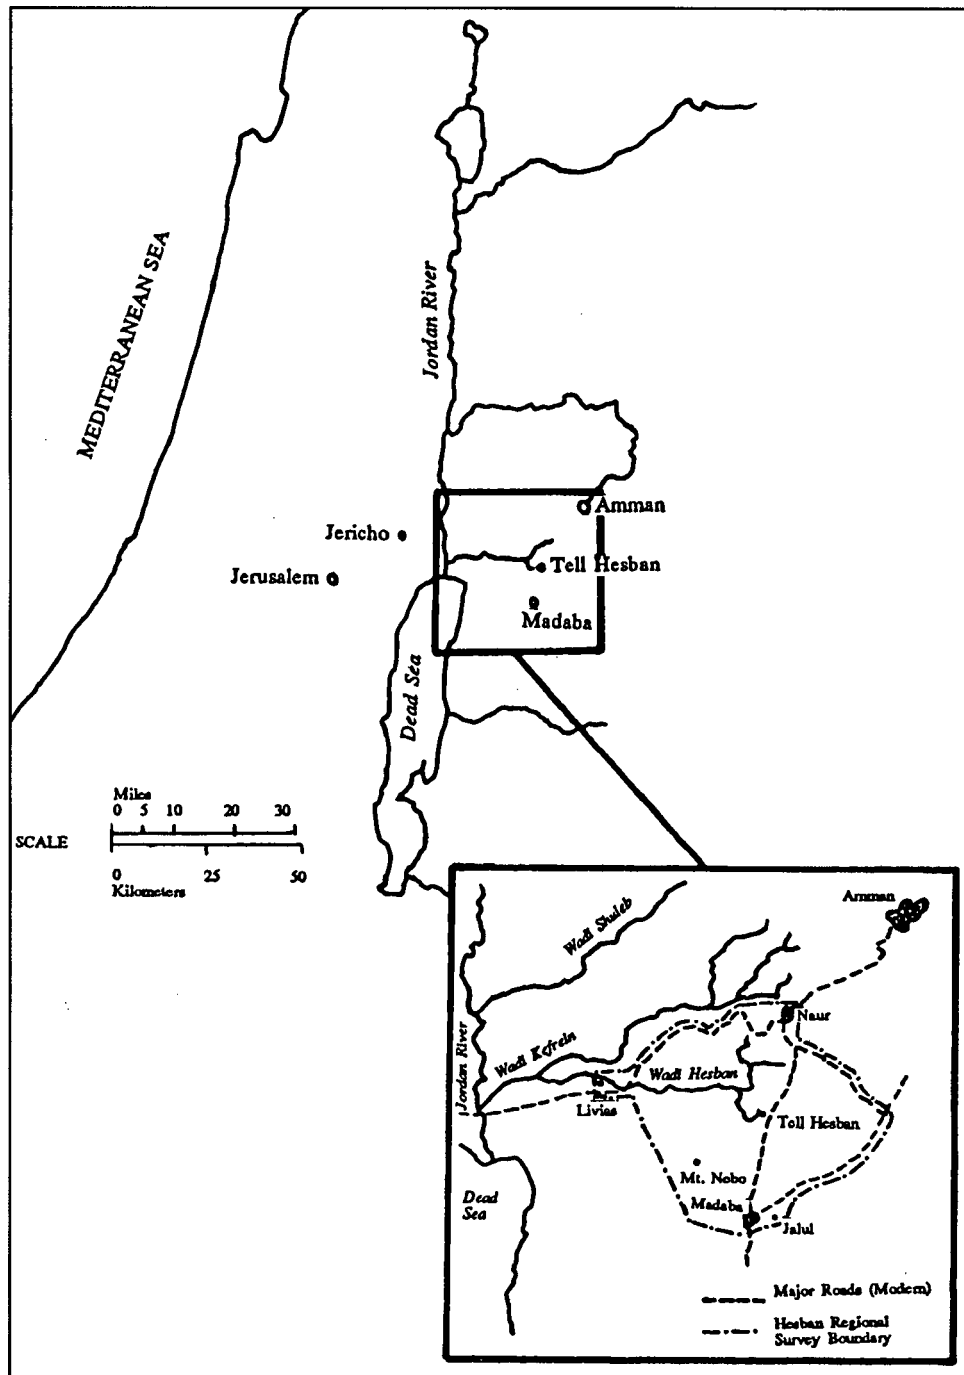 MEDITERRANEAN SEA
Jordan River
Amman
Jericho
Tell Hesban
Jerusalem
Madaba
Dead Sea
Miles
0 5 10 20 30
SCALE
0 25 50
Kilometers
Amman
Wadi Shuieb
Naur
Jordan River
Wadi Kefrein
Wadi Hesban
Livias
Tell Hesban
Mt. Nebo
Madaba
Dead
Sea
Jalul
Major Roads (Modern)
Hesban Regional
Survey Boundary